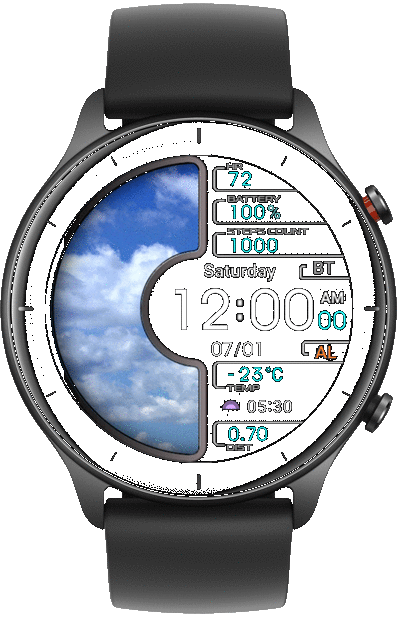 HR
72
BATTERY
100%
STEPS COUNT
1000
Saturday
BT
12:00
AM
00
07/01
AL
-23°C
TEMP
05:30
0.70
DIST